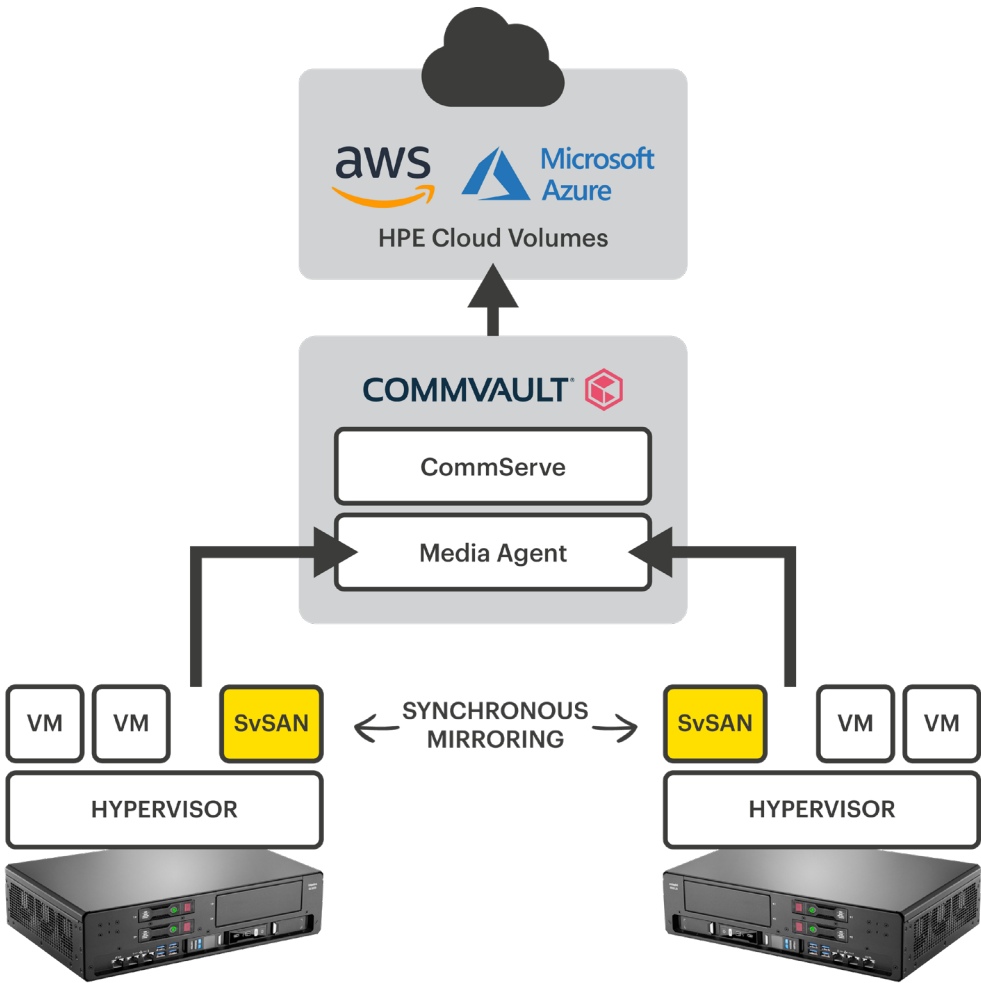 aws
Microsoft
Azure
HPE Cloud Volumes
COMMVAULT
CommServe
Media Agent
VM
VM
SvSAN
SYNCHRONOUS
MIRRORING
SvSAN
VM
VM
HYPERVISOR
HYPERVISOR